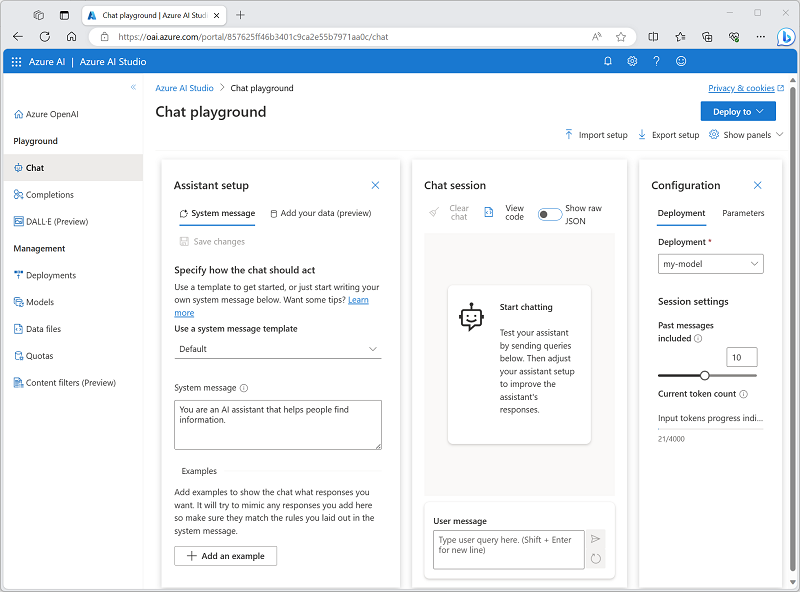 Chat playground | Azure AI Studio
https://oai.azure.com/portal/857625ff46b3401c9ca2e55b7971aa0c/chat
Azure AI | Azure AI Studio
Azure OpenAI
Playground
Chat
Completions
DALL·E (Preview)
Management
Deployments
Models
Data files
Quotas
Content filters (Preview)
Azure AI Studio > Chat playground
Privacy & cookies
Chat playground
Deploy to
Import setup
Export setup
Show panels
Assistant setup
System message
Add your data (preview)
Save changes
Specify how the chat should act
Use a template to get started, or just start writing your
own system message below. Want some tips? Learn
more
Use a system message template
Default
System message
You are an AI assistant that helps people find
information.
Examples
Add examples to show the chat what responses you
want. It will try to mimic any responses you add here
so make sure they match the rules you laid out in the
system message.
+ Add an example
Chat session
Clear
chat
View
code
Show raw
JSON
Start chatting
Test your assistant
by sending queries
below. Then adjust
your assistant setup
to improve the
assistant's
responses.
User message
Type user query here. (Shift + Enter
for new line)
Configuration
Deployment
Parameters
Deployment *
my-model
Session settings
Past messages
included
10
Current token count
Input tokens progress indi...
21/4000